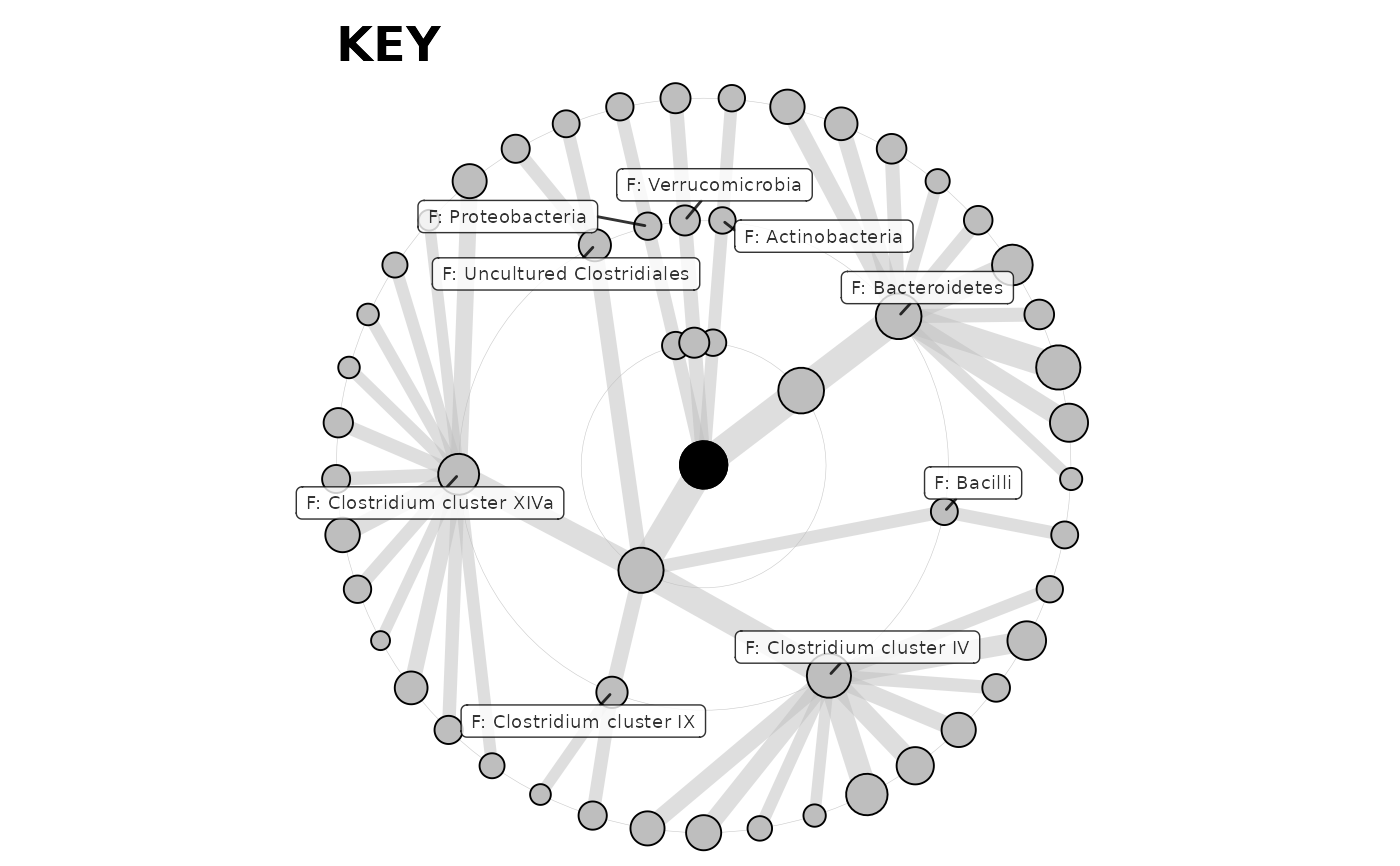 KEY
F: Verrucomicrobia
F: Proteobacteria
F: Actinobacteria
F: Uncultured Clostridiales
F: Bacteroidetes
F: Bacilli
F: Clostridium cluster XIVa
F: Clostridium cluster IV
F: Clostridium cluster IX